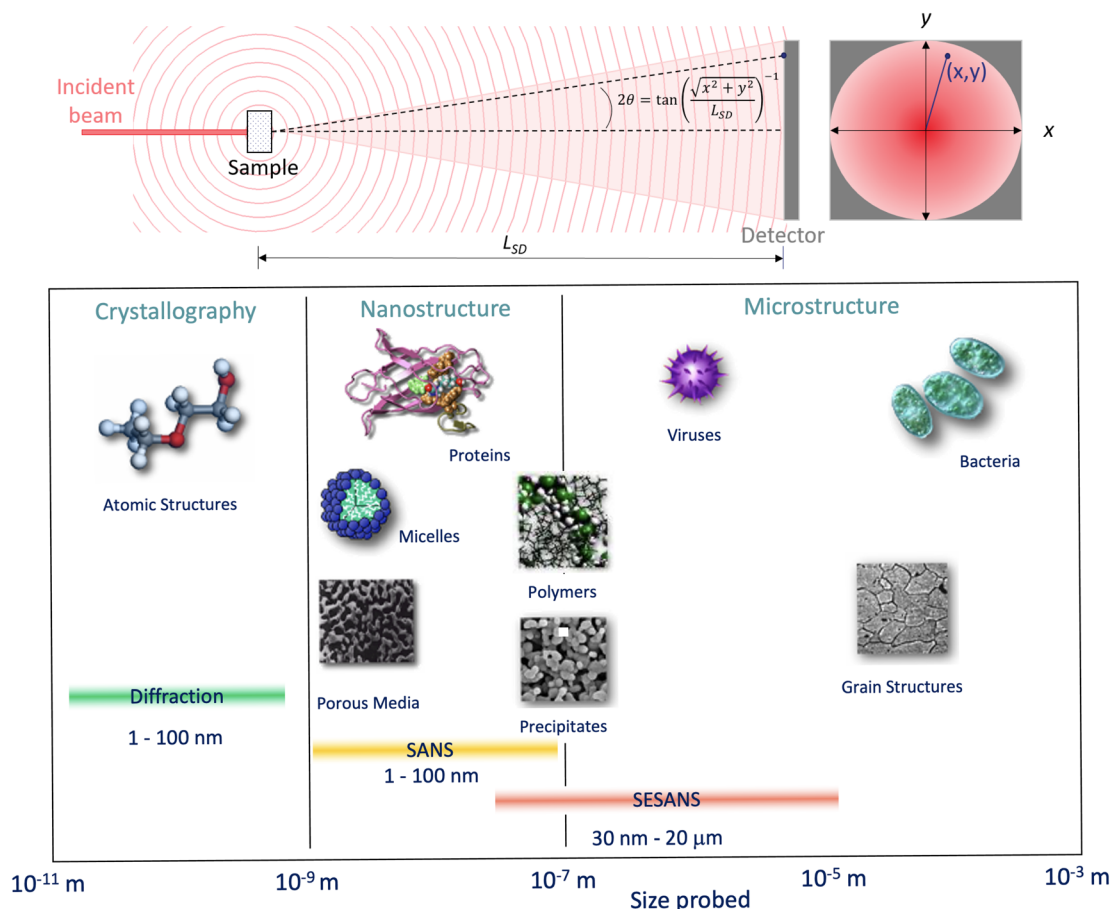 y
(x,y)
Incident
beam
2θ = tan(√(x² + y²)/L_SD)⁻¹
x
Sample
Detector
L_SD
Crystallography
Nanostructure
Microstructure
Viruses
Proteins
Bacteria
Atomic Structures
Micelles
Polymers
Grain Structures
Porous Media
Diffraction
Precipitates
1 - 100 nm
SANS
1 - 100 nm
SESANS
30 nm - 20 μm
10⁻¹¹ m
10⁻⁹ m
10⁻⁷ m
10⁻⁵ m
10⁻³ m
Size probed